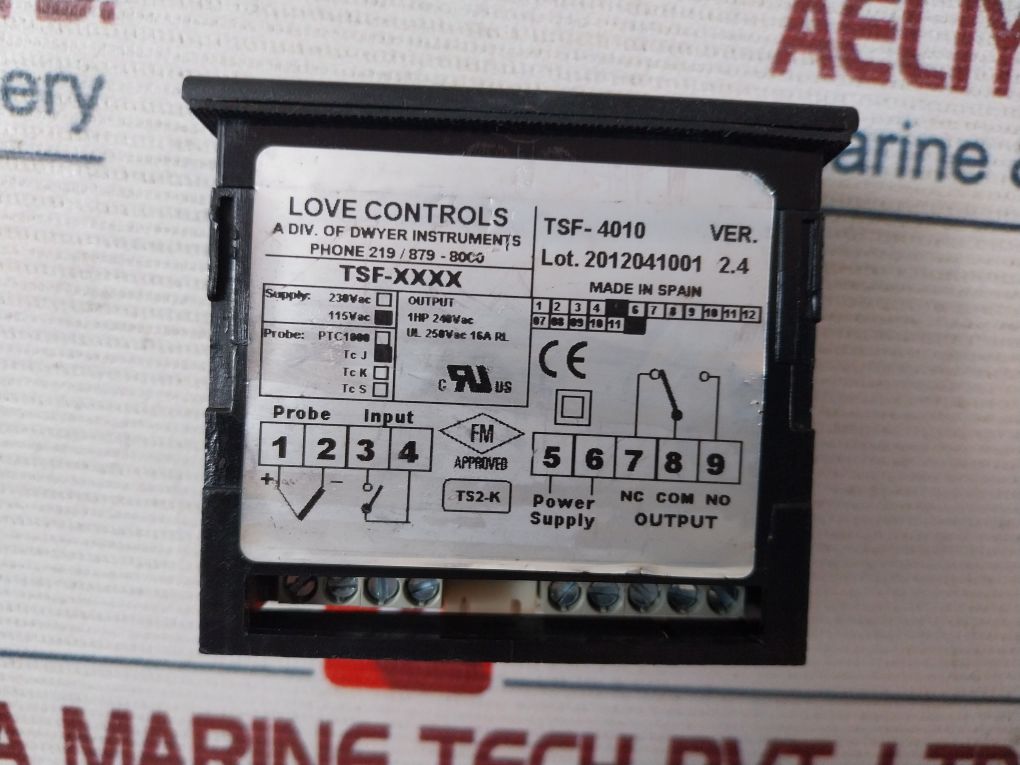 D.
AELIY
ery
arine &
LOVE CONTROLS
A DIV. OF DWYER INSTRUMENTS
PHONE 219 / 879 - 8000
TSF-XXXX
Supply: 230Vac
115Vac
Probe: PTC1000
Tc J
Tc K
Tc S
OUTPUT
1HP 240Vac
UL 250Vac 16A RL
C RU US
TSF- 4010 VER.
Lot. 2012041001 2.4
MADE IN SPAIN
1 2 3 4 6 7 8 9 10 11 12
07 08 09 10 11
CE
Probe Input
1 2 3 4
+ -
FM
APPROVED
TS2-K
5 6 7 8 9
Power
Supply
NC COM NO
OUTPUT
A MARINE TECH PVT. LTD